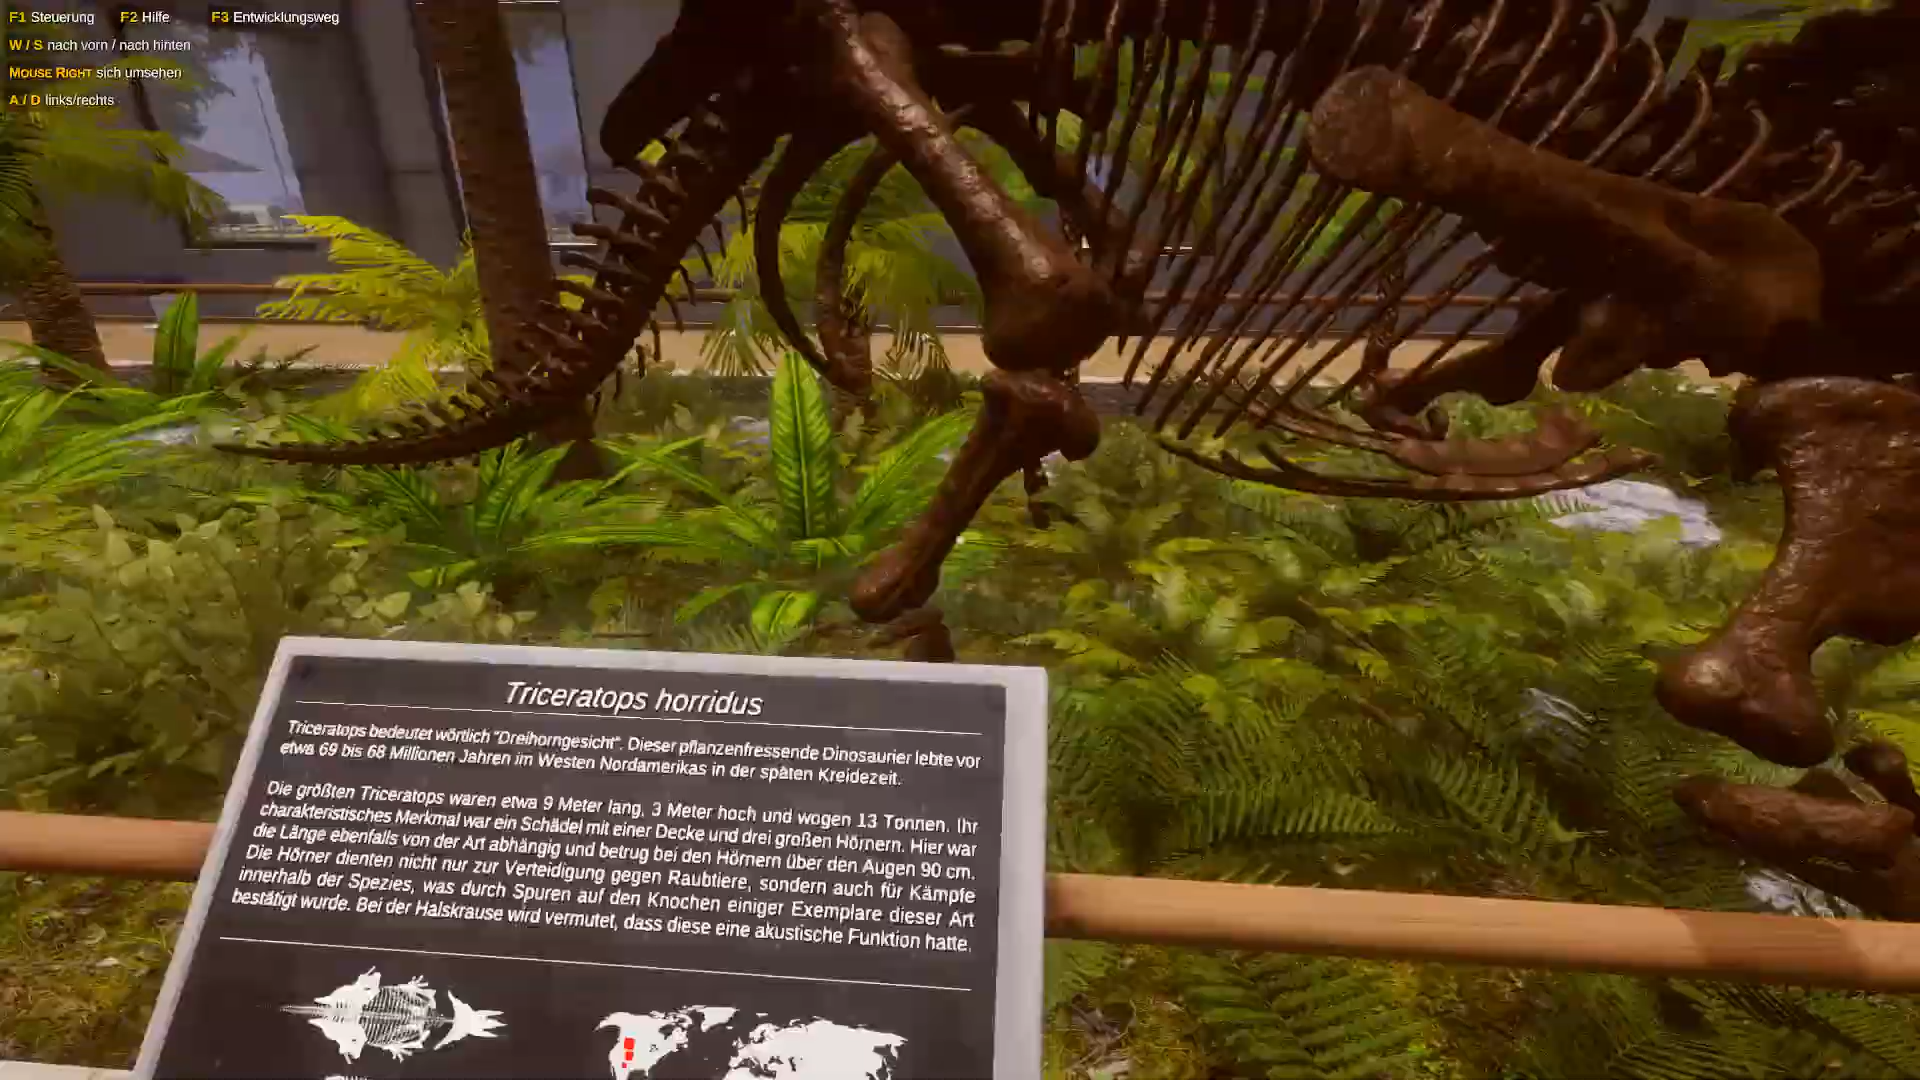 F1 Steuerung F2 Hilfe F3 Entwicklungsweg
W / S nach vorn / nach hinten
MOUSE RIGHT sich umsehen
A / D links/rechts
Triceratops horridus
Triceratops bedeutet wörtlich "Dreihorngesicht". Dieser pflanzenfressende Dinosaurier lebte vor
etwa 69 bis 68 Millionen Jahren im Westen Nordamerikas in der späten Kreidezeit.
Die größten Triceratops waren etwa 9 Meter lang, 3 Meter hoch und wogen 13 Tonnen. Ihr
charakteristisches Merkmal war ein Schädel mit einer Decke und drei großen Hörnern. Hier war
die Länge ebenfalls von der Art abhängig und betrug bei den Hörnern über den Augen 90 cm.
Die Hörner dienten nicht nur zur Verteidigung gegen Raubtiere, sondern auch für Kämpfe
innerhalb der Spezies, was durch Spuren auf den Knochen einiger Exemplare dieser Art
bestätigt wurde. Bei der Halskrause wird vermutet, dass diese eine akustische Funktion hatte.